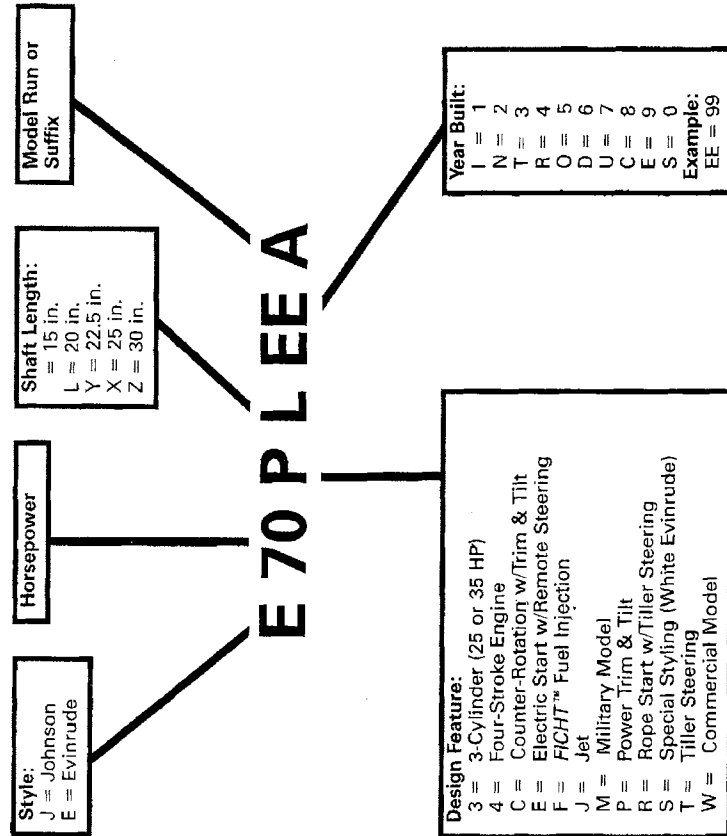 Style:
J = Johnson
E = Evinrude
Horsepower
Shaft Length:
= 15 in.
L = 20 in.
Y = 22.5 in.
X = 25 in.
Z = 30 in.
Model Run or
Suffix
E 70 P L EE A
Design Feature:
3 = 3-Cylinder (25 or 35 HP)
4 = Four-Stroke Engine
C = Counter-Rotation w/Trim & Tilt
E = Electric Start w/Remote Steering
F = FICHT™ Fuel Injection
J = Jet
M = Military Model
P = Power Trim & Tilt
R = Rope Start w/Tiller Steering
S = Special Styling (White Evinrude)
T = Tiller Steering
W = Commercial Model
Year Built:
I = 1
N = 2
T = 3
R = 4
O = 5
D = 6
U = 7
C = 8
E = 9
S = 0
Example:
EE = 99